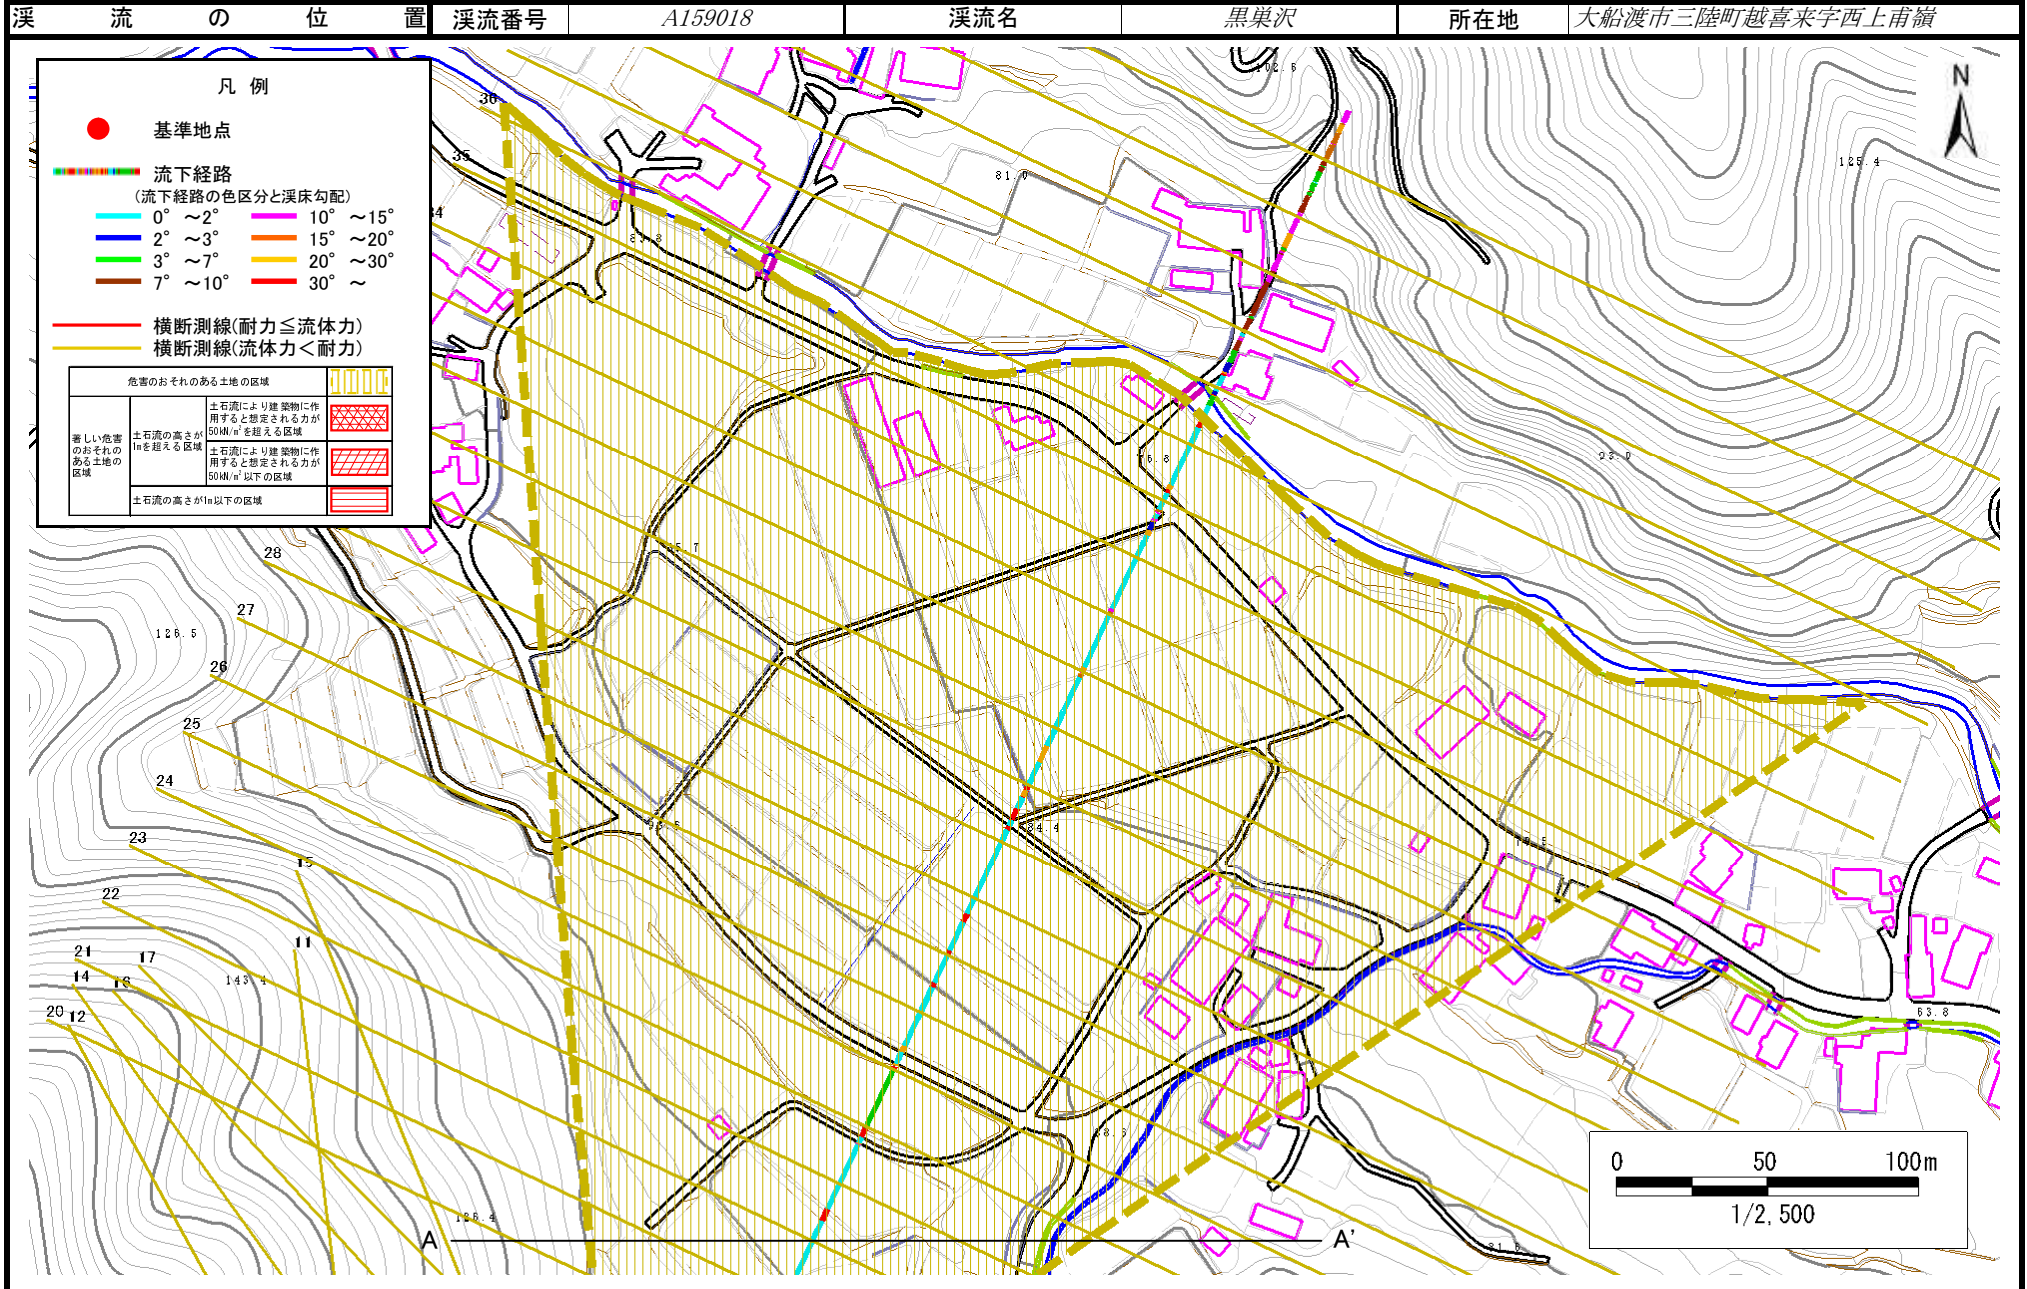 渓流の位置 渓流番号 A159018 渓流名 黒巣沢 所在地 大船渡市三陸町越喜来字西上甫嶺
凡 例
基準地点
流下経路
(流下経路の色区分と渓床勾配)
0° ～2° 10° ～15°
2° ～3° 15° ～20°
3° ～7° 20° ～30°
7° ～10° 30° ～
横断測線(耐力≦流体力)
横断測線(流体力＜耐力)
危害のおそれのある土地の区域
著しい危害のおそれのある土地の区域
土石流の高さが1mを超える区域
土石流により建築物に作用すると想定される力が50kN/㎡を超える区域
土石流により建築物に作用すると想定される力が50kN/㎡以下の区域
土石流の高さが1m以下の区域
N
36
35
34
102.6
125.4
81.0
83.8
76.8
93.0
28
27
126.5
26
25
24
23
15
22
11
21
17
14
16
143.4
20
12
84.4
63.8
126.4
A
A'
0 50 100m
1/2,500